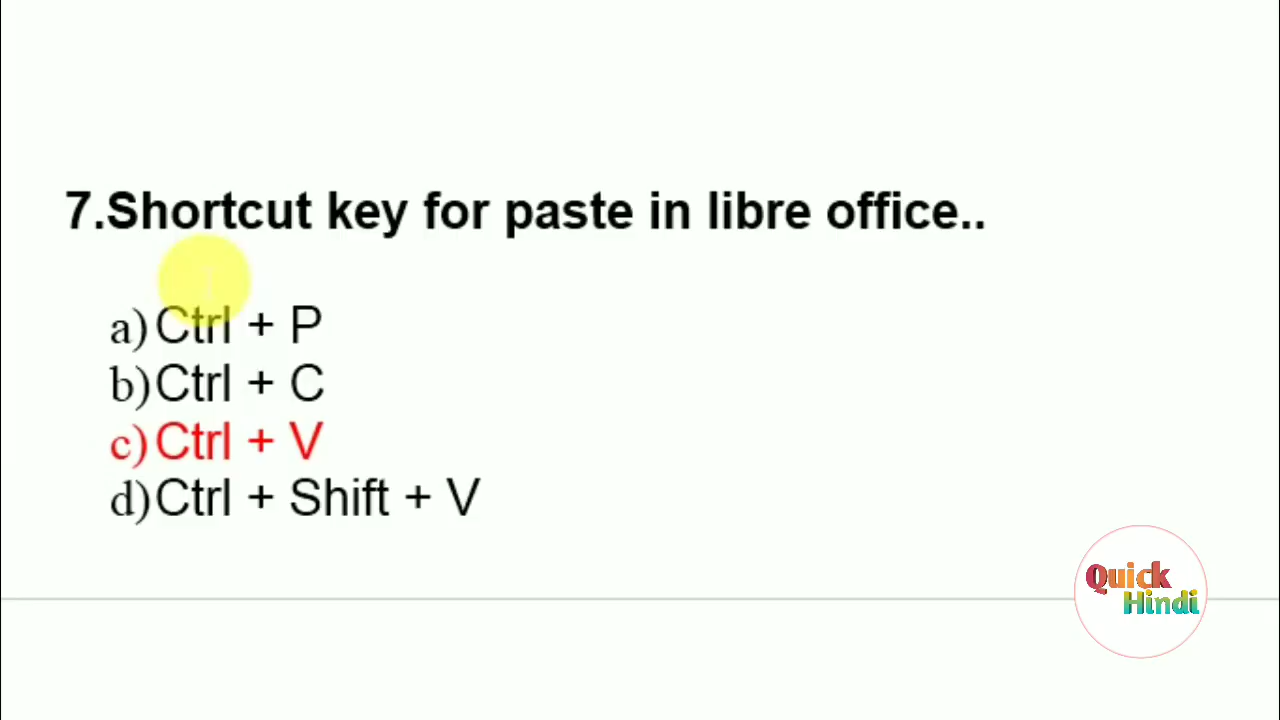 7.Shortcut key for paste in libre office..
a)Ctrl + P
b)Ctrl + C
c)Ctrl + V
d)Ctrl + Shift + V
Quick
Hindi